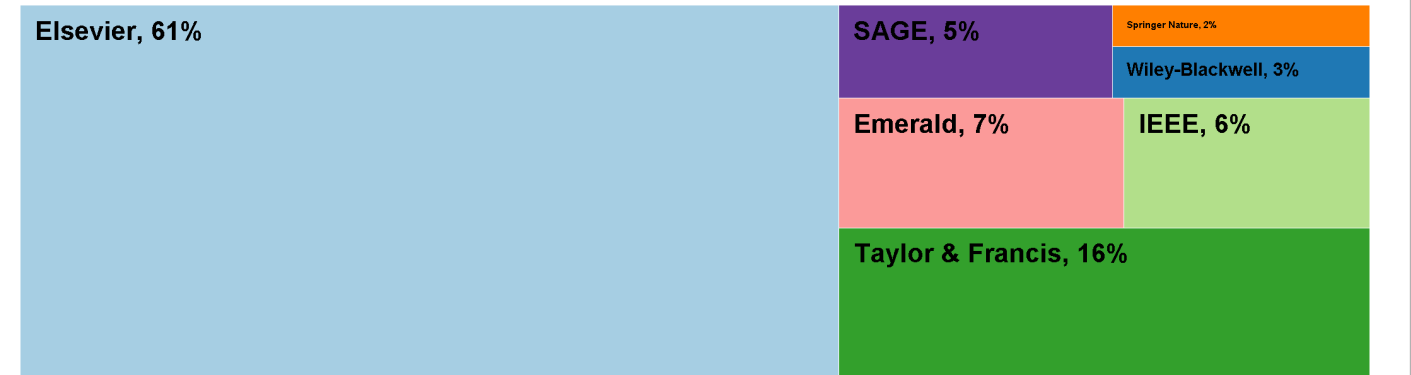 Elsevier, 61%
SAGE, 5%
Springer Nature, 2%
Wiley-Blackwell, 3%
Emerald, 7%
IEEE, 6%
Taylor & Francis, 16%